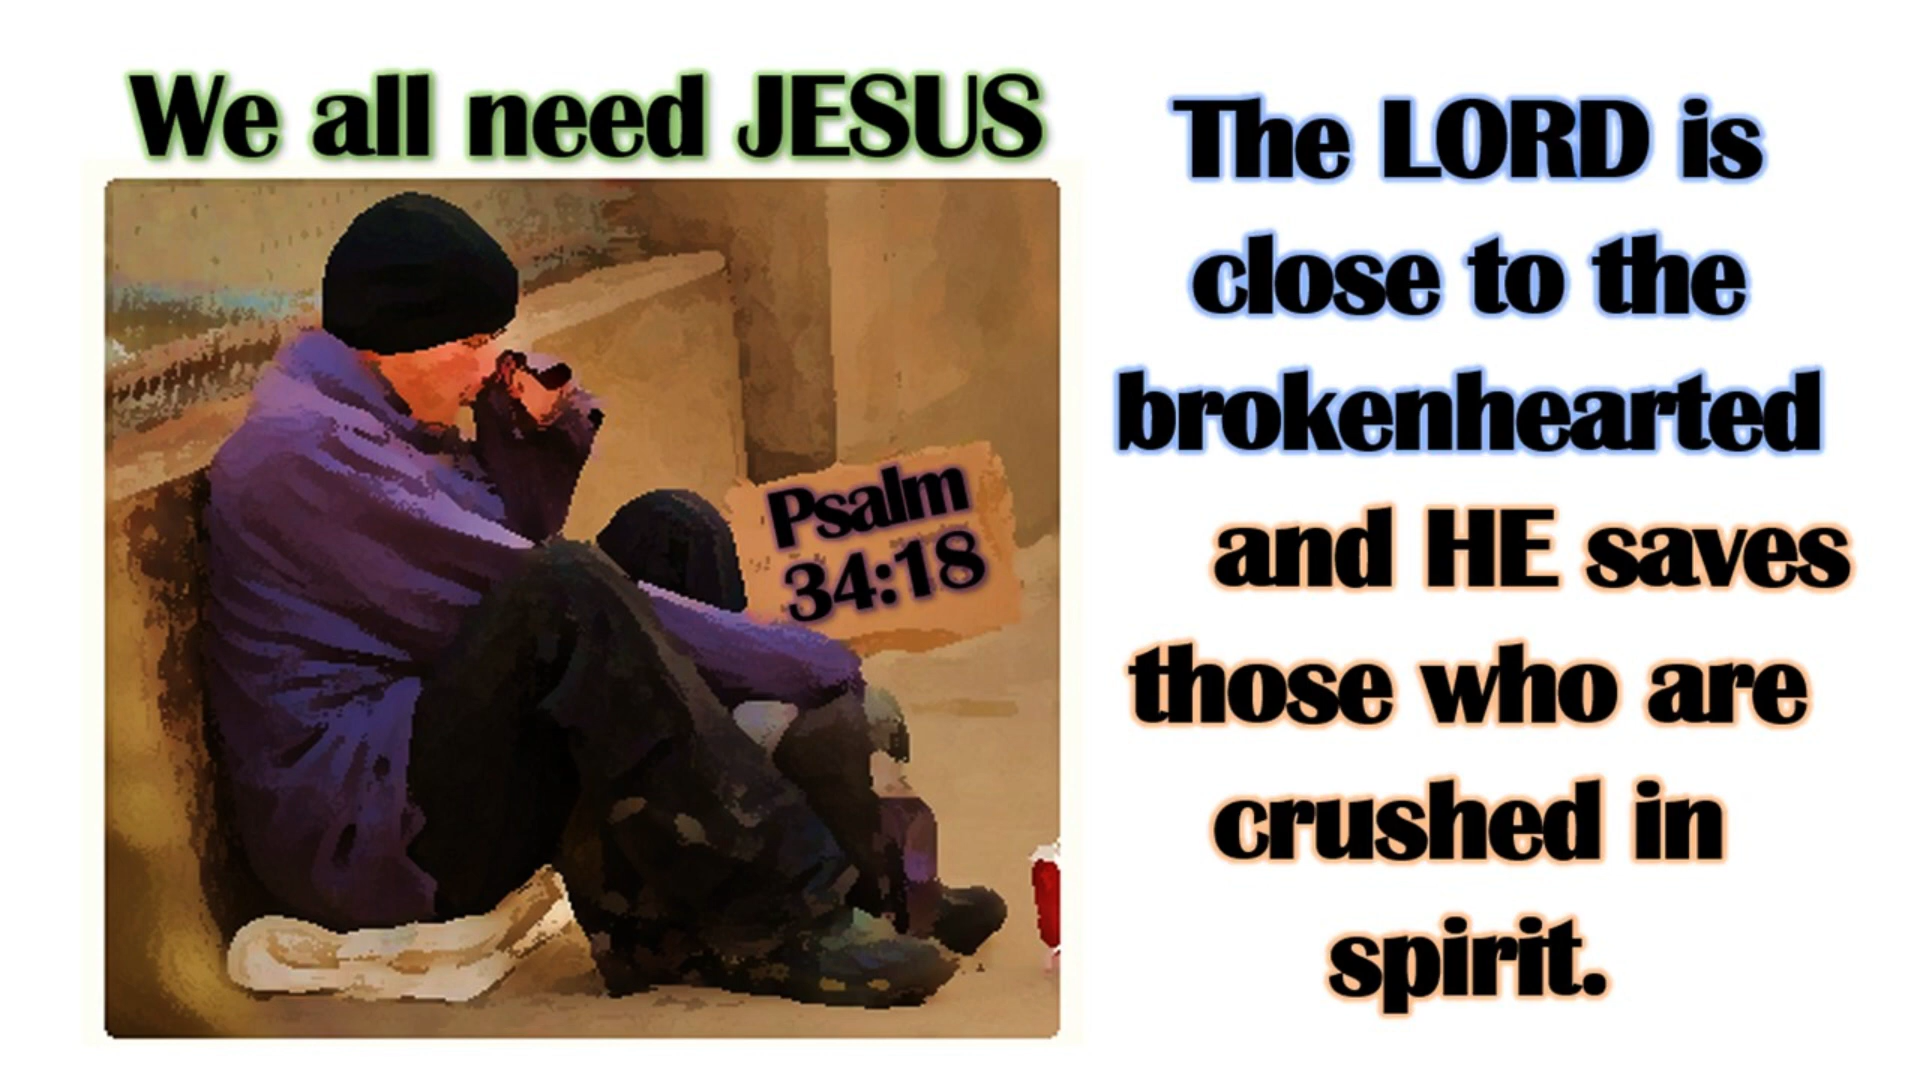 We all need JESUS
Psalm
34:18
The LORD is
close to the
brokenhearted
and HE saves
those who are
crushed in
spirit.